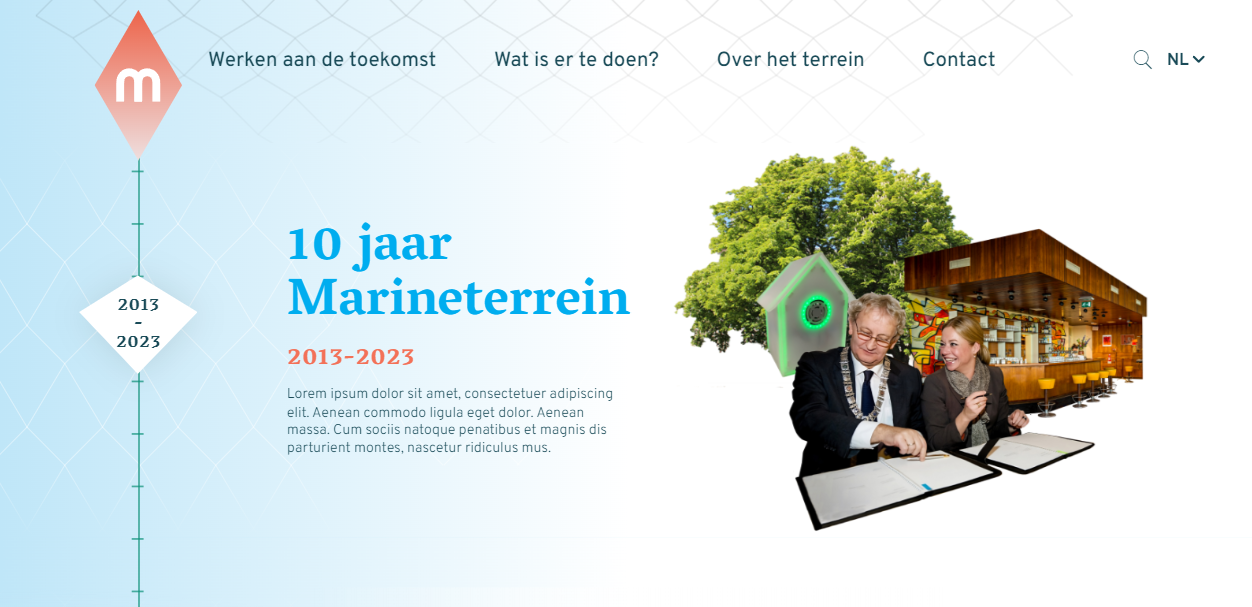 m
Werken aan de toekomst
Wat is er te doen?
Over het terrein
Contact
NL
2013
-
2023
10 jaar
Marineterrein
2013-2023
Lorem ipsum dolor sit amet, consectetuer adipiscing
elit. Aenean commodo ligula eget dolor. Aenean
massa. Cum sociis natoque penatibus et magnis dis
parturient montes, nascetur ridiculus mus.